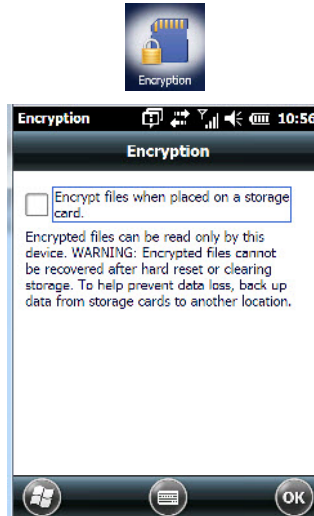 Encryption
Encryption 10:56
Encryption
Encrypt files when placed on a storage
card.
Encrypted files can be read only by this
device. WARNING: Encrypted files cannot
be recovered after hard reset or clearing
storage. To help prevent data loss, back up
data from storage cards to another location.
OK